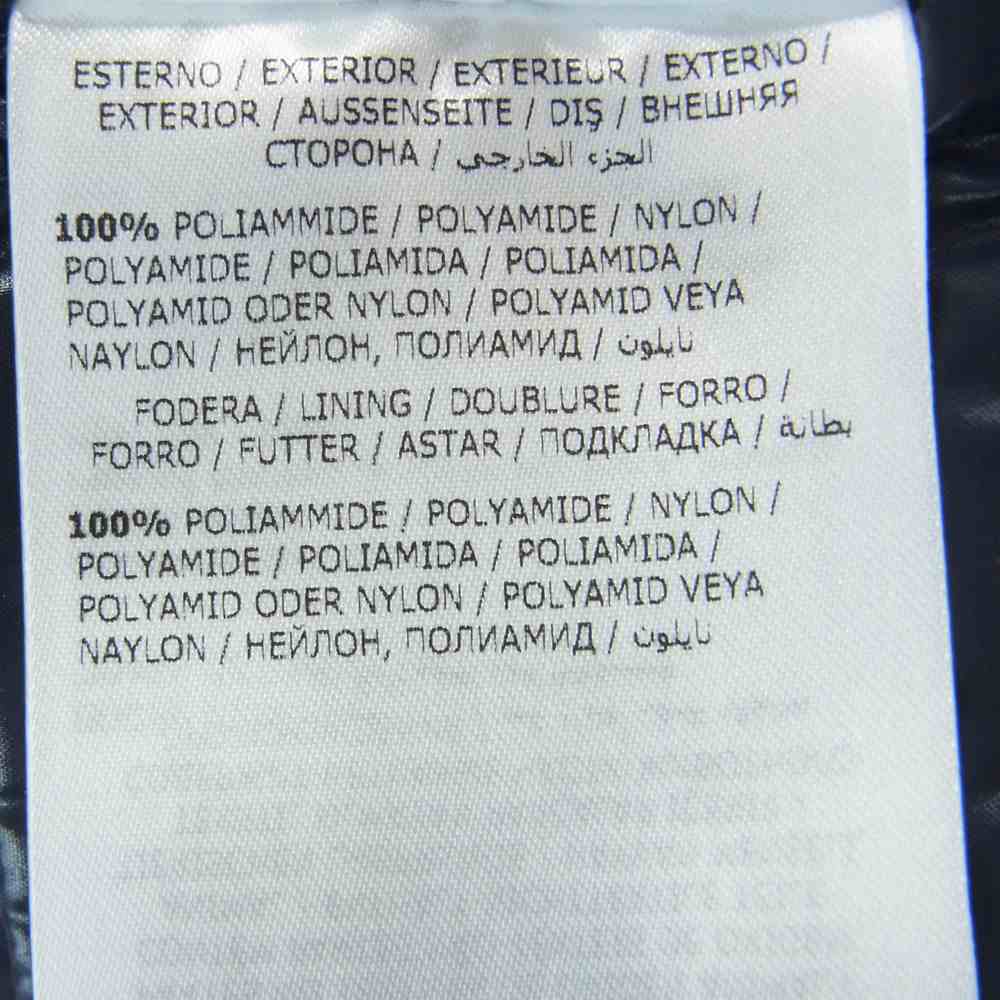 ESTERNO / EXTERIOR / EXTERIEUR / EXTERNO /
EXTERIOR / AUSSENSEITE / DIŞ / ВНЕШНЯЯ
СТОРОНА / الجزء الخارجي
100% POLIAMMIDE / POLYAMIDE / NYLON /
POLYAMIDE / POLIAMIDA / POLIAMIDA /
POLYAMID ODER NYLON / POLYAMID VEYA
NAYLON / НЕЙЛОН, ПОЛИАМИД / نايلون
FODERA / LINING / DOUBLURE / FORRO /
FORRO / FUTTER / ASTAR / ПОДКЛАДКА / بطانة
100% POLIAMMIDE / POLYAMIDE / NYLON /
POLYAMIDE / POLIAMIDA / POLIAMIDA /
POLYAMID ODER NYLON / POLYAMID VEYA
NAYLON / НЕЙЛОН, ПОЛИАМИД / نايلون